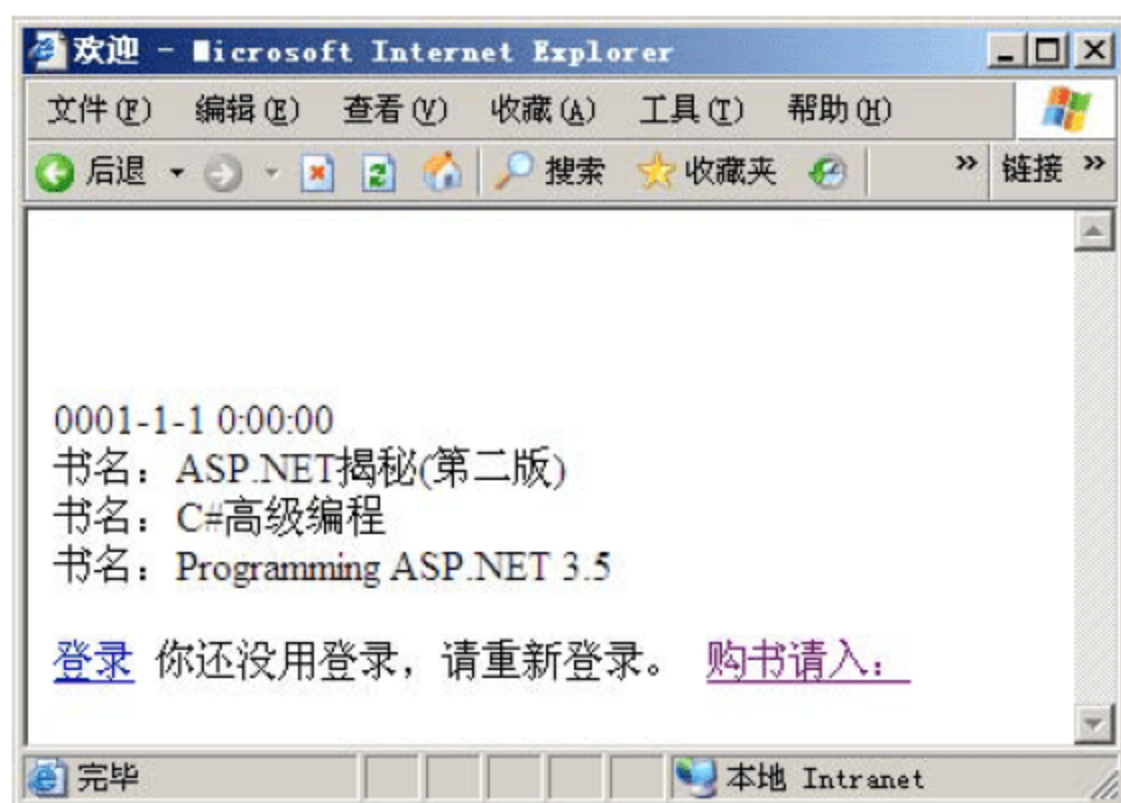 欢迎 - Microsoft Internet Explorer
文件(F) 编辑(E) 查看(V) 收藏(A) 工具(T) 帮助(H)
后退 搜索 收藏夹 » 链接 »
0001-1-1 0:00:00
书名：ASP.NET揭秘(第二版)
书名：C#高级编程
书名：Programming ASP.NET 3.5
登录 你还没用登录，请重新登录。 购书请入：
完毕 本地 Intranet